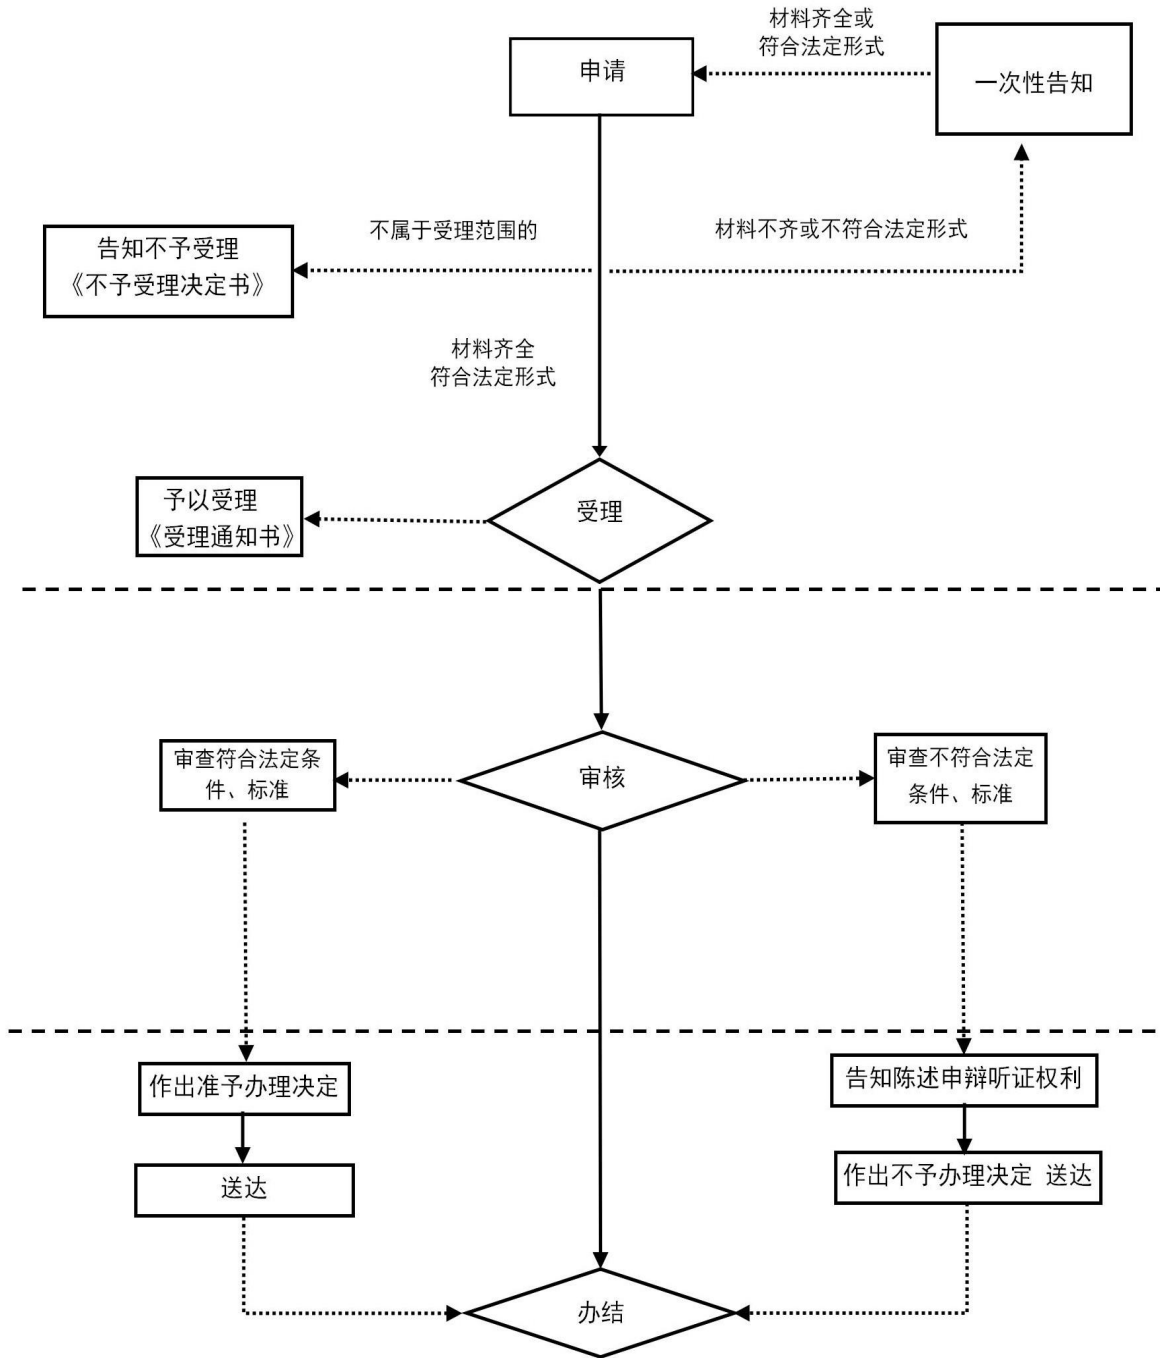 材料齐全或
符合法定形式
申请
一次性告知
不属于受理范围的
材料不齐或不符合法定形式
告知不予受理
《不予受理决定书》
材料齐全
符合法定形式
予以受理
《受理通知书》
受理
审查符合法定条
件、标准
审核
审查不符合法定
条件、标准
作出准予办理决定
告知陈述申辩听证权利
送达
作出不予办理决定 送达
办结